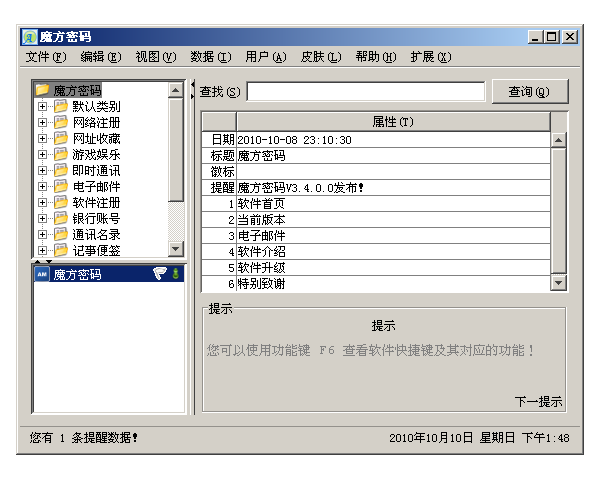 魔方密码
文件(F) 编辑(E) 视图(V) 数据(I) 用户(A) 皮肤(L) 帮助(H) 扩展(X)
魔方密码
默认类别
网络注册
网址收藏
游戏娱乐
即时通讯
电子邮件
软件注册
银行账号
通讯名录
记事便签
AM 魔方密码
查找(S) 查询(Q)
属性(T)
日期 2010-10-08 23:10:30
标题 魔方密码
徽标
提醒 魔方密码V3.4.0.0发布!
1 软件首页
2 当前版本
3 电子邮件
4 软件介绍
5 软件升级
6 特别致谢
提示
提示
您可以使用功能键 F6 查看软件快捷键及其对应的功能!
下一提示
您有 1 条提醒数据! 2010年10月10日 星期日 下午1:48